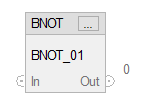 BNOT ...
BNOT_01
In Out 0